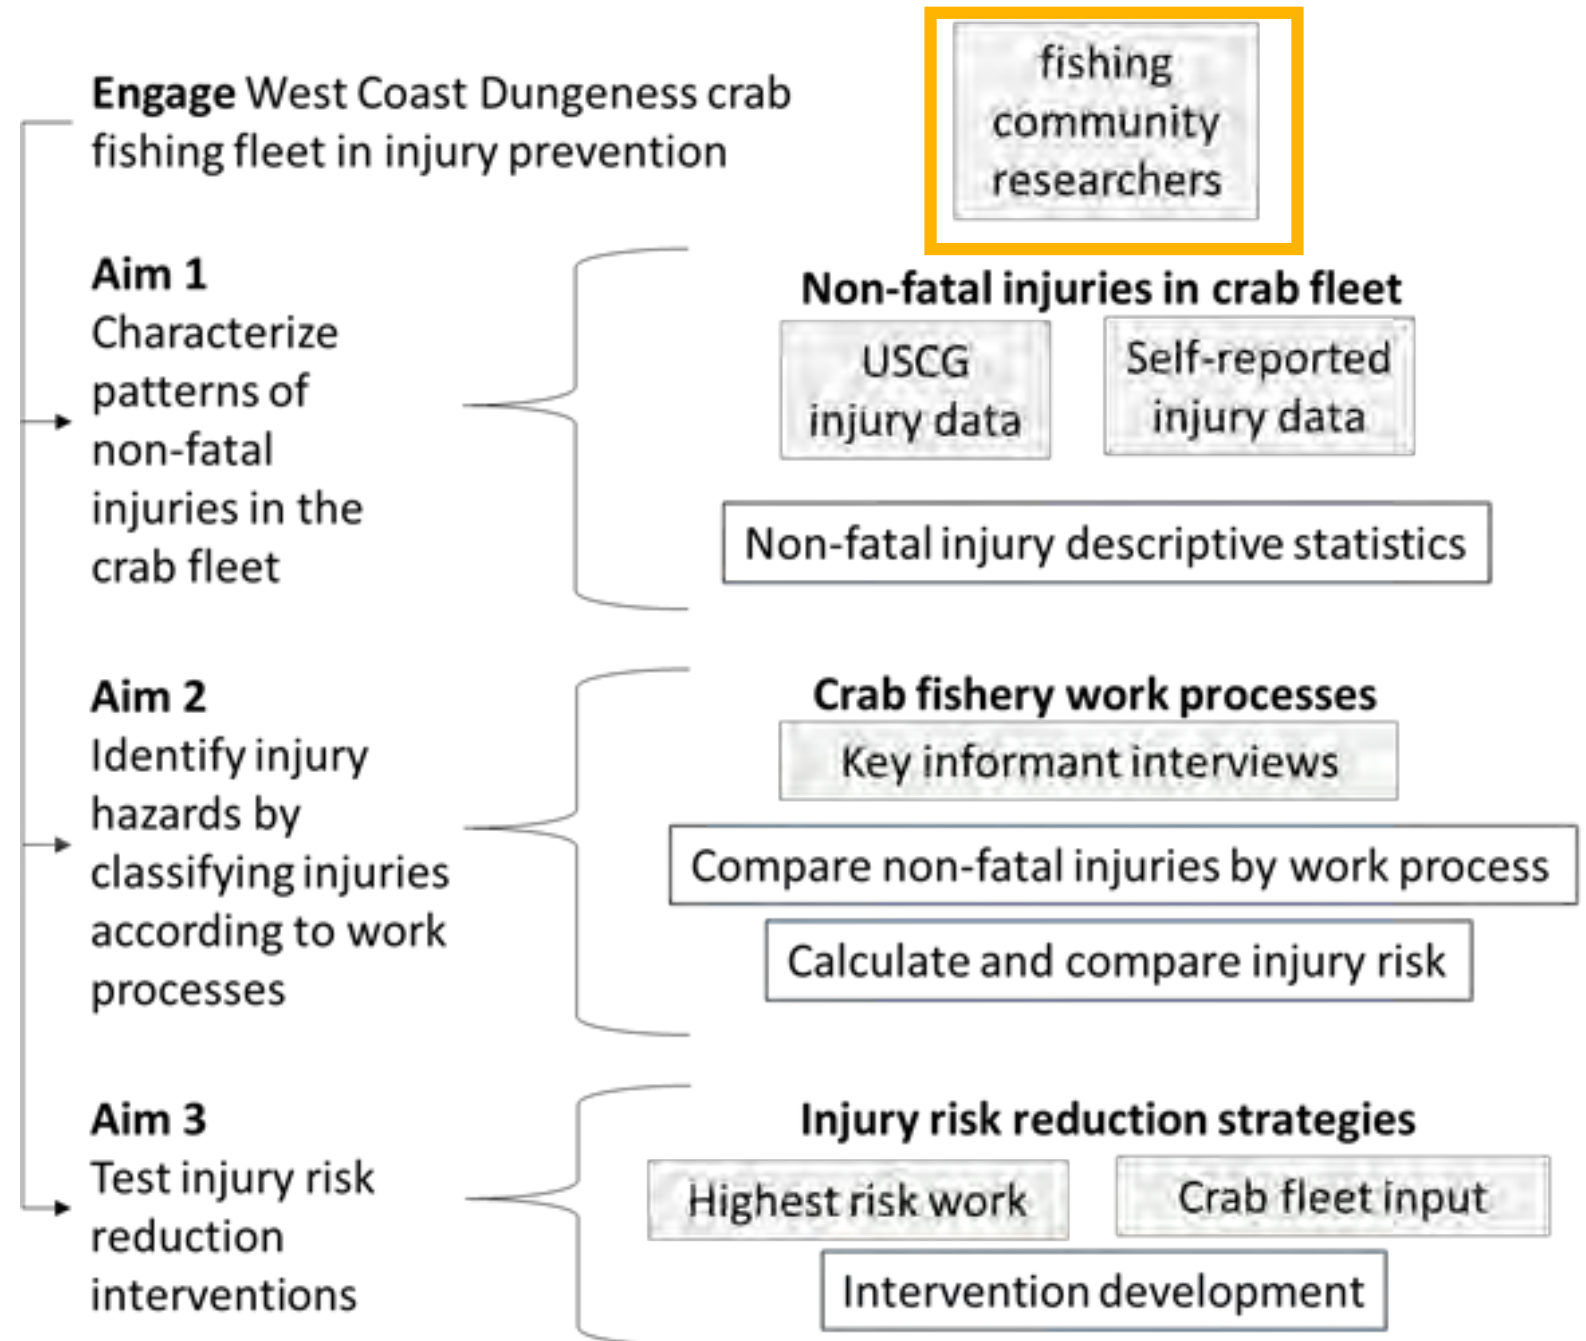 Engage West Coast Dungeness crab
fishing fleet in injury prevention
fishing
community
researchers
Aim 1
Characterize
patterns of
non-fatal
injuries in the
crab fleet
Non-fatal injuries in crab fleet
USCG
injury data
Self-reported
injury data
Non-fatal injury descriptive statistics
Aim 2
Identify injury
hazards by
classifying injuries
according to work
processes
Crab fishery work processes
Key informant interviews
Compare non-fatal injuries by work process
Calculate and compare injury risk
Aim 3
Test injury risk
reduction
interventions
Injury risk reduction strategies
Highest risk work
Crab fleet input
Intervention development